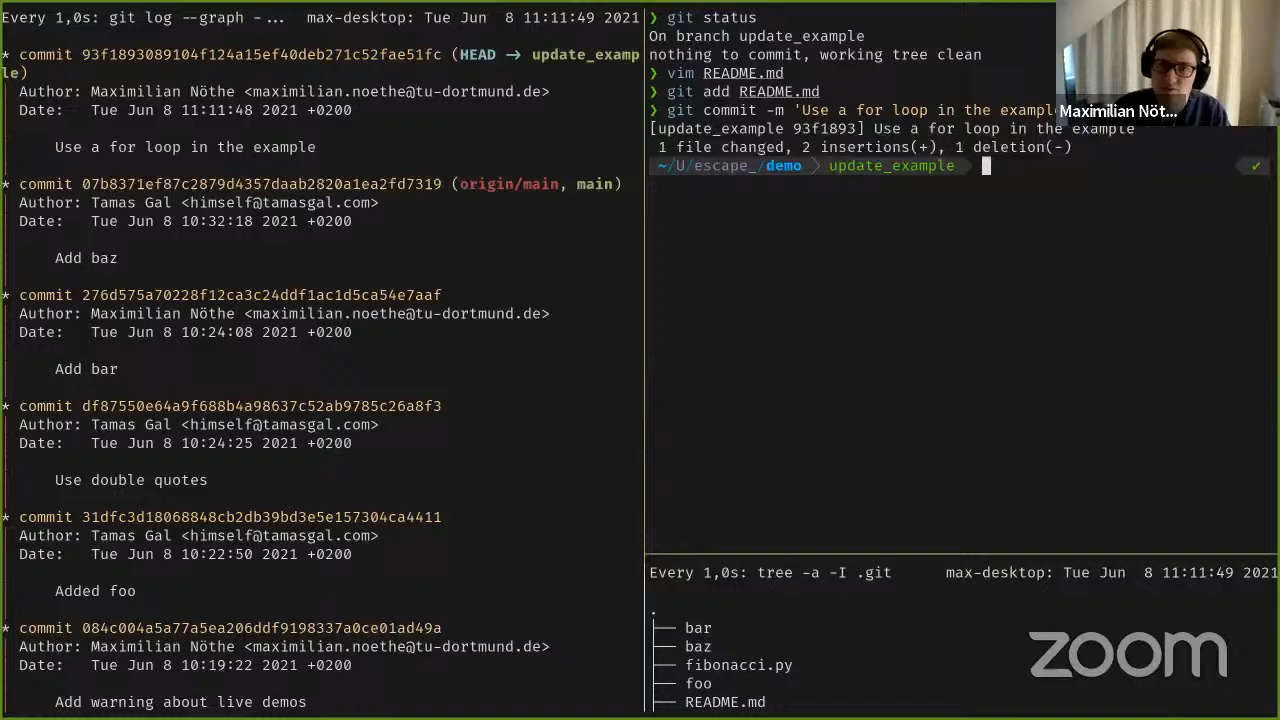 Every 1,0s: git log --graph -... max-desktop: Tue Jun 8 11:11:49 2021
* commit 93f1893089104f124a15ef40deb271c52fae51fc (HEAD → update_examp
le)
Author: Maximilian Nöthe <maximilian.noethe@tu-dortmund.de>
Date: Tue Jun 8 11:11:48 2021 +0200
Use a for loop in the example
* commit 07b8371ef87c2879d4357daab2820a1ea2fd7319 (origin/main, main)
Author: Tamas Gal <himself@tamasgal.com>
Date: Tue Jun 8 10:32:18 2021 +0200
Add baz
* commit 276d575a70228f12ca3c24ddf1ac1d5ca54e7aaf
Author: Maximilian Nöthe <maximilian.noethe@tu-dortmund.de>
Date: Tue Jun 8 10:24:08 2021 +0200
Add bar
* commit df87550e64a9f688b4a98637c52ab9785c26a8f3
Author: Tamas Gal <himself@tamasgal.com>
Date: Tue Jun 8 10:24:25 2021 +0200
Use double quotes
* commit 31dfc3d18068848cb2db39bd3e5e157304ca4411
Author: Tamas Gal <himself@tamasgal.com>
Date: Tue Jun 8 10:22:50 2021 +0200
Added foo
* commit 084c004a5a77a5ea206ddf9198337a0ce01ad49a
Author: Maximilian Nöthe <maximilian.noethe@tu-dortmund.de>
Date: Tue Jun 8 10:19:22 2021 +0200
Add warning about live demos
❯ git status
On branch update_example
nothing to commit, working tree clean
❯ vim README.md
❯ git add README.md
❯ git commit -m 'Use a for loop in the exampl
[update_example 93f1893] Use a for loop in the example
1 file changed, 2 insertions(+), 1 deletion(-)
~/U/escape_/demo update_example ✔
Maximilian Nöt...
Every 1,0s: tree -a -I .git max-desktop: Tue Jun 8 11:11:49 2021
.
├── bar
├── baz
├── fibonacci.py
├── foo
├── README.md
zoom